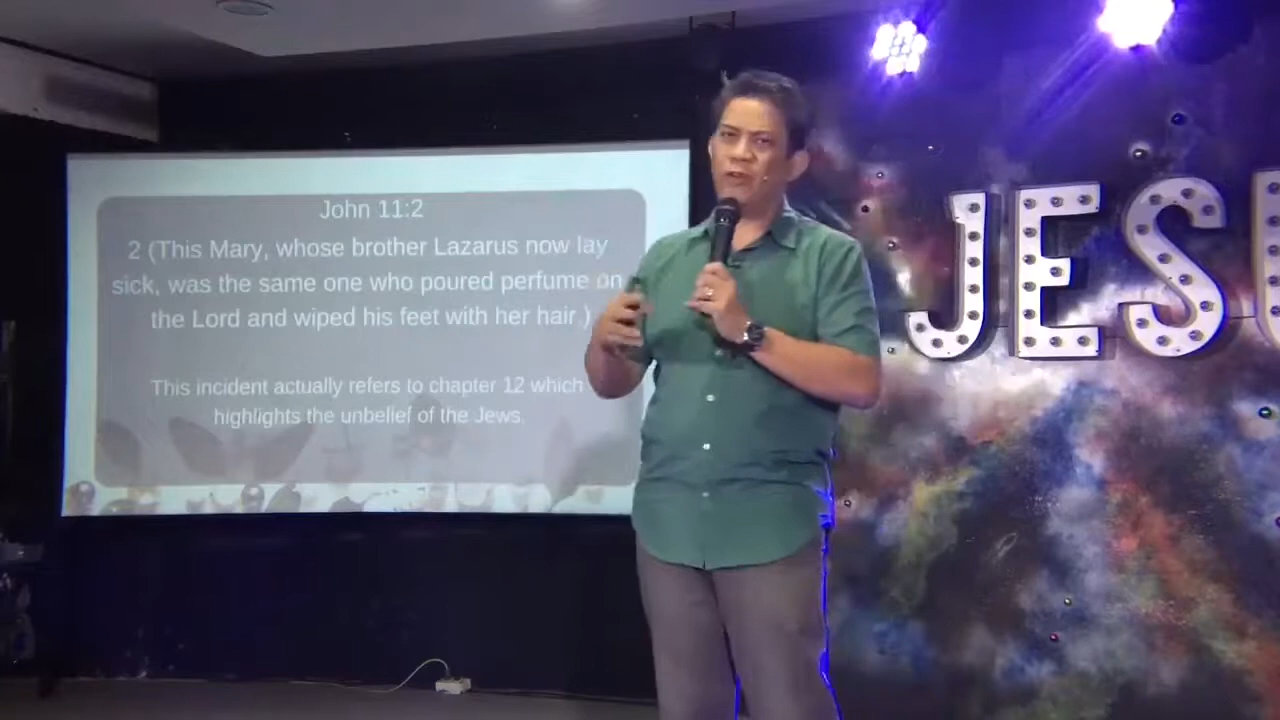 John 11:2
2 (This Mary, whose brother Lazarus now lay
sick, was the same one who poured perfume on
the Lord and wiped his feet with her hair.)
This incident actually refers to chapter 12 which
highlights the unbelief of the Jews.
JESU